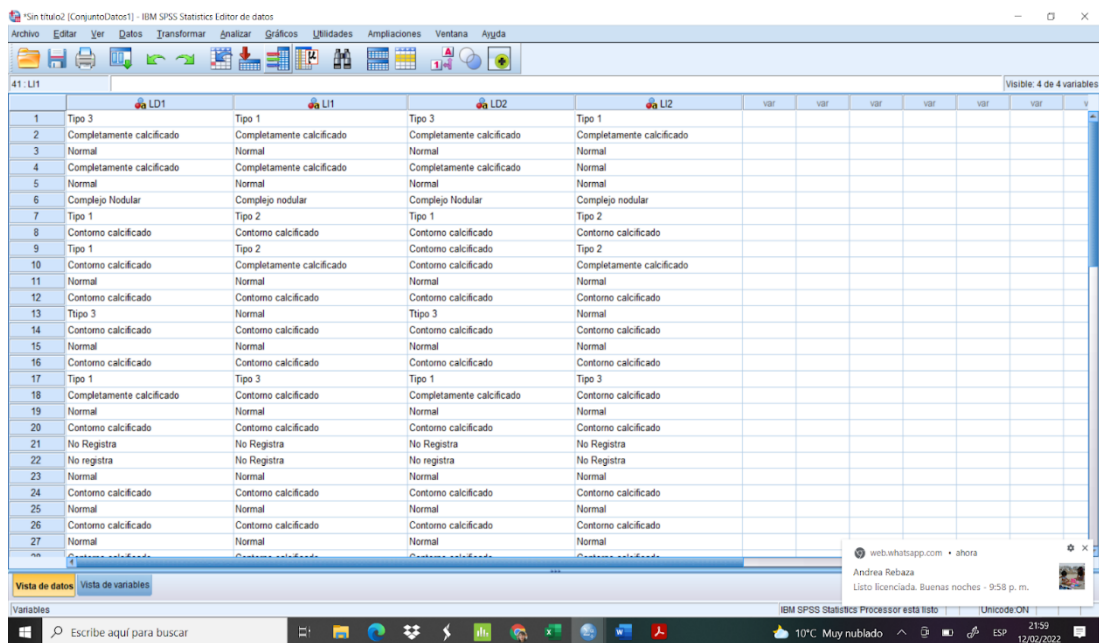 *Sin título2 [ConjuntoDatos1] - IBM SPSS Statistics Editor de datos
Archivo Editar Ver Datos Transformar Analizar Gráficos Utilidades Ampliaciones Ventana Ayuda
41 : LI1 Visible: 4 de 4 variables
LD1 LI1 LD2 LI2 var var var var var var v
1 Tipo 3 Tipo 1 Tipo 3 Tipo 1
2 Completamente calcificado Completamente calcificado Completamente calcificado Completamente calcificado
3 Normal Normal Normal Normal
4 Completamente calcificado Completamente calcificado Completamente calcificado Normal
5 Normal Normal Normal Normal
6 Complejo Nodular Complejo nodular Complejo Nodular Complejo nodular
7 Tipo 1 Tipo 2 Tipo 1 Tipo 2
8 Contorno calcificado Contorno calcificado Contorno calcificado Contorno calcificado
9 Tipo 1 Tipo 2 Contorno calcificado Tipo 2
10 Contorno calcificado Completamente calcificado Contorno calcificado Completamente calcificado
11 Normal Normal Normal Normal
12 Contorno calcificado Contorno calcificado Contorno calcificado Contorno calcificado
13 Ttipo 3 Normal Ttipo 3 Normal
14 Contorno calcificado Contorno calcificado Contorno calcificado Contorno calcificado
15 Normal Normal Normal Normal
16 Contorno calcificado Contorno calcificado Contorno calcificado Contorno calcificado
17 Tipo 1 Tipo 3 Tipo 1 Tipo 3
18 Completamente calcificado Contorno calcificado Completamente calcificado Contorno calcificado
19 Normal Normal Normal Normal
20 Contorno calcificado Contorno calcificado Contorno calcificado Contorno calcificado
21 No Registra No Registra No Registra No Registra
22 No registra No Registra No registra No Registra
23 Normal Normal Normal Normal
24 Contorno calcificado Contorno calcificado Contorno calcificado Contorno calcificado
25 Normal Normal Normal Normal
26 Contorno calcificado Contorno calcificado Contorno calcificado Contorno calcificado
27 Normal Normal Normal Normal
web.whatsapp.com • ahora
Andrea Rebaza
Listo licenciada. Buenas noches - 9:58 p. m.
Vista de datos Vista de variables
Variables IBM SPSS Statistics Processor está listo Unicode:ON
Escribe aquí para buscar 10°C Muy nublado ESP 21:59
12/02/2022